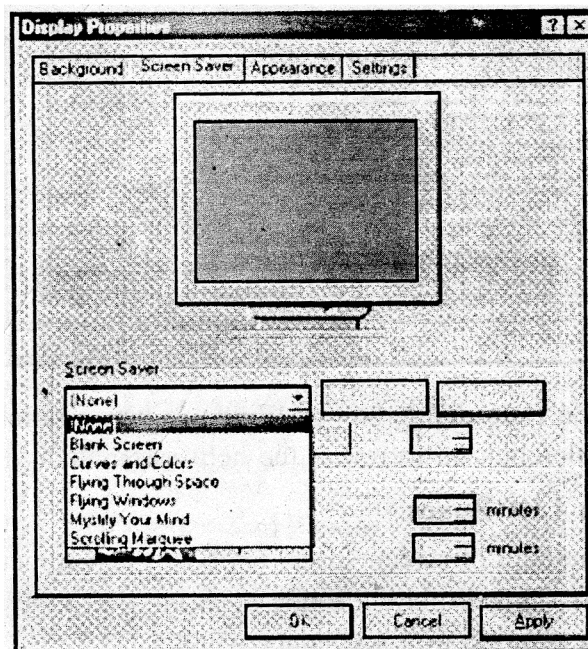 Display Properties
Background Screen Saver Appearance Settings
Screen Saver
(None)
(None)
Blank Screen
Curves and Colors
Flying Through Space
Flying Windows
Mystify Your Mind
Scrolling Marquee
minutes
minutes
OK Cancel Apply